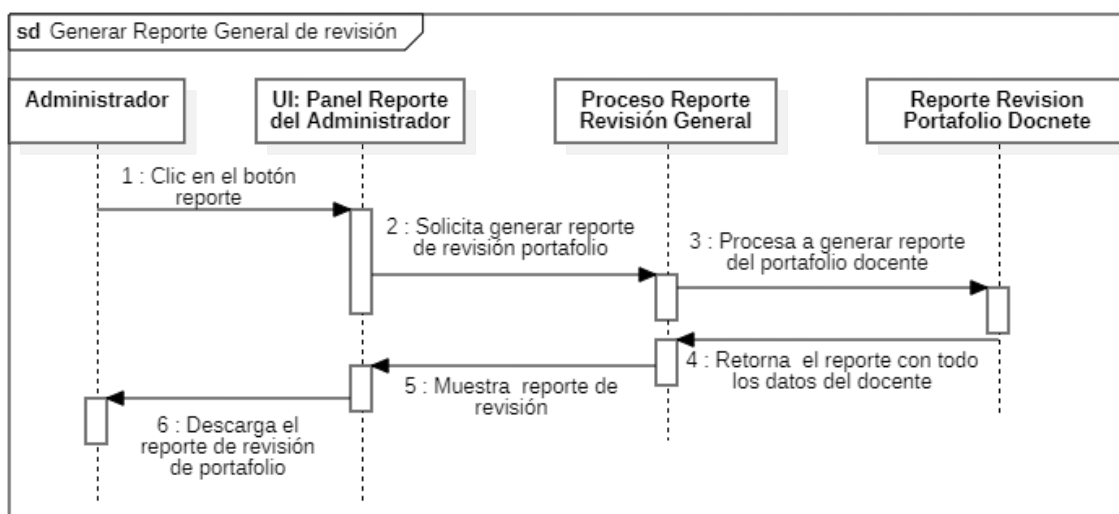 sd Generar Reporte General de revisión
Administrador
UI: Panel Reporte
del Administrador
Proceso Reporte
Revisión General
Reporte Revision
Portafolio Docnete
1 : Clic en el botón
reporte
2 : Solicita generar reporte
de revisión portafolio
3 : Procesa a generar reporte
del portafolio docente
4 : Retorna el reporte con todo
los datos del docente
5 : Muestra reporte de
revisión
6 : Descarga el
reporte de revisión
de portafolio